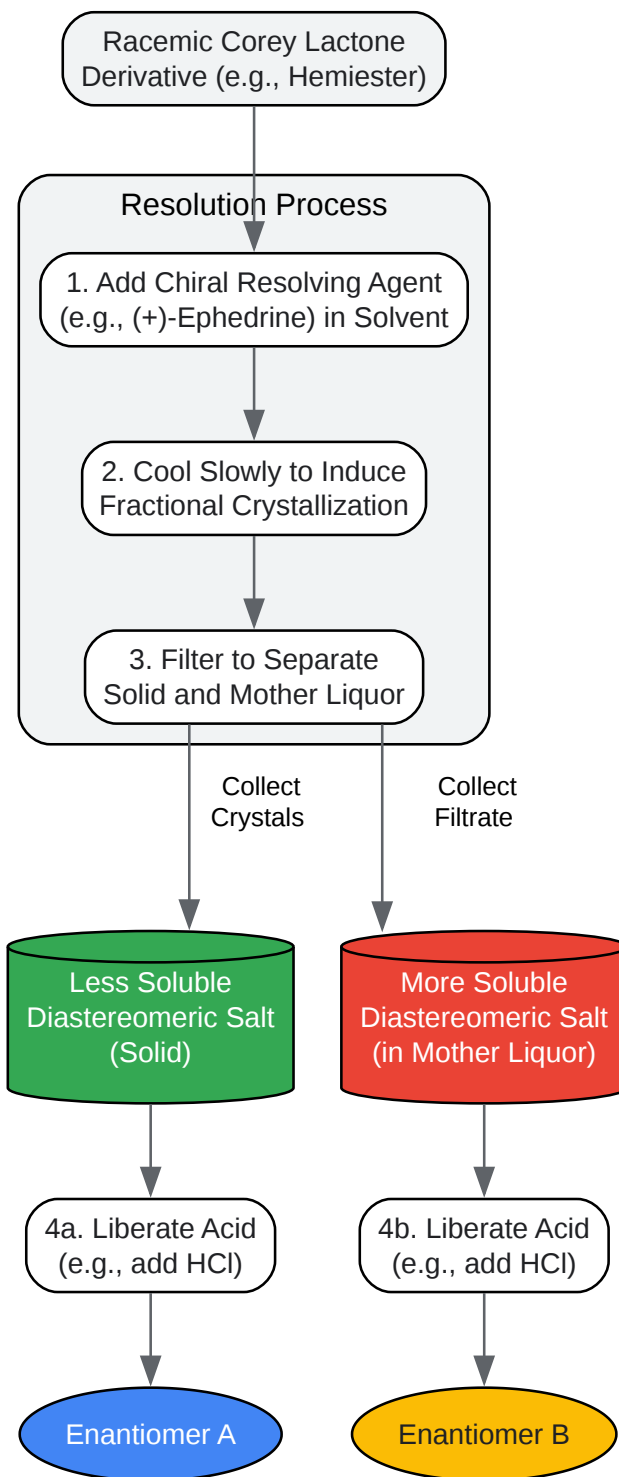 Racemic Corey Lactone
Derivative (e.g., Hemiester)
Resolution Process
1. Add Chiral Resolving Agent
(e.g., (+)-Ephedrine) in Solvent
2. Cool Slowly to Induce
Fractional Crystallization
3. Filter to Separate
Solid and Mother Liquor
Collect
Crystals
Collect
Filtrate
Less Soluble
Diastereomeric Salt
(Solid)
More Soluble
Diastereomeric Salt
(in Mother Liquor)
4a. Liberate Acid
(e.g., add HCl)
4b. Liberate Acid
(e.g., add HCl)
Enantiomer A
Enantiomer B